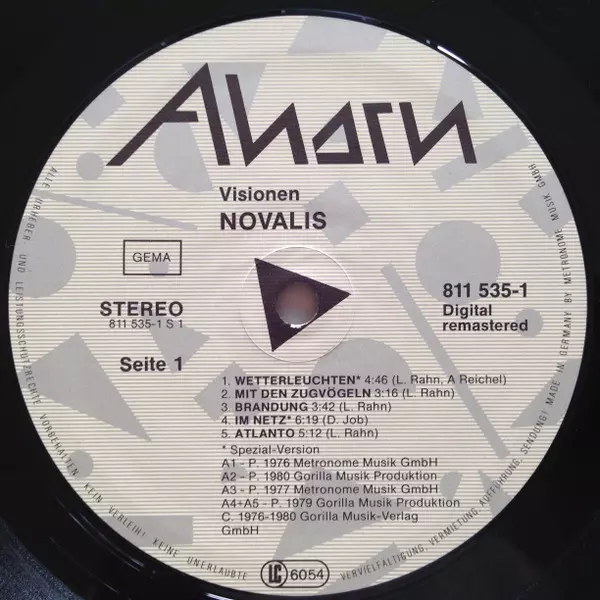 Ahorn
Visionen
NOVALIS
GEMA
STEREO
811 535-1 S 1
811 535-1
Digital
remastered
Seite 1
1. WETTERLEUCHTEN* 4:46 (L. Rahn, A Reichel)
2. MIT DEN ZUGVÖGELN 3:16 (L. Rahn)
3. BRANDUNG 3:42 (L. Rahn)
4. IM NETZ* 6:19 (D. Job)
5. ATLANTO 5:12 (L. Rahn)
* Spezial-Version
A1 - P. 1976 Metronome Musik GmbH
A2 - P. 1980 Gorilla Musik Produktion
A3 - P. 1977 Metronome Musik GmbH
A4+A5 - P. 1979 Gorilla Musik Produktion
C. 1976-1980 Gorilla Musik-Verlag
GmbH
LC 6054
ALLE URHEBER- UND LEISTUNGSSCHUTZRECHTE VORBEHALTEN KEIN VERLEIH! KEINE UNERLAUBTE VERVIELFÄLTIGUNG, VERMIETUNG, AUFFÜHRUNG, SENDUNG! MADE IN GERMANY BY METRONOME MUSIK GMBH